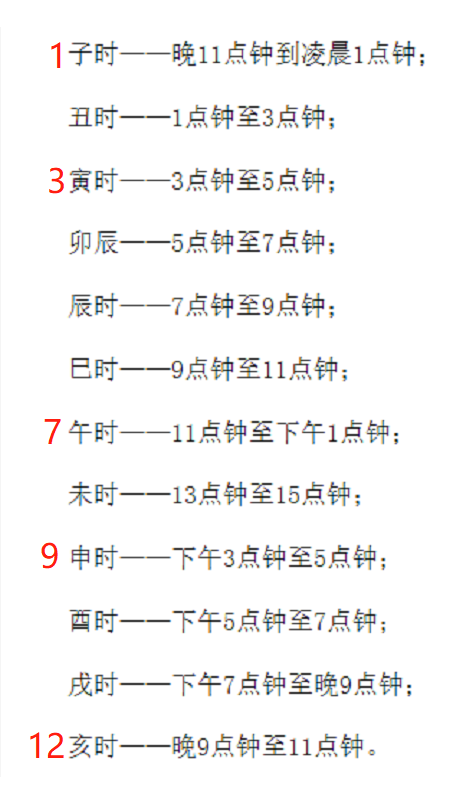 1子时——晚11点钟到凌晨1点钟；
丑时——1点钟至3点钟；
3寅时——3点钟至5点钟；
卯辰——5点钟至7点钟；
辰时——7点钟至9点钟；
巳时——9点钟至11点钟；
7午时——11点钟至下午1点钟；
未时——13点钟至15点钟；
9申时——下午3点钟至5点钟；
酉时——下午5点钟至7点钟；
戌时——下午7点钟至晚9点钟；
12亥时——晚9点钟至11点钟。